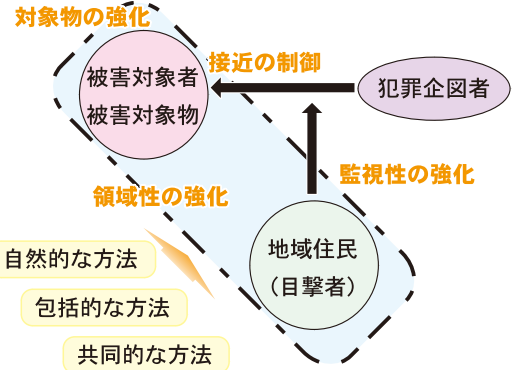 対象物の強化
接近の制御
被害対象者
被害対象物
犯罪企図者
監視性の強化
領域性の強化
地域住民
（目撃者）
自然的な方法
包括的な方法
共同的な方法